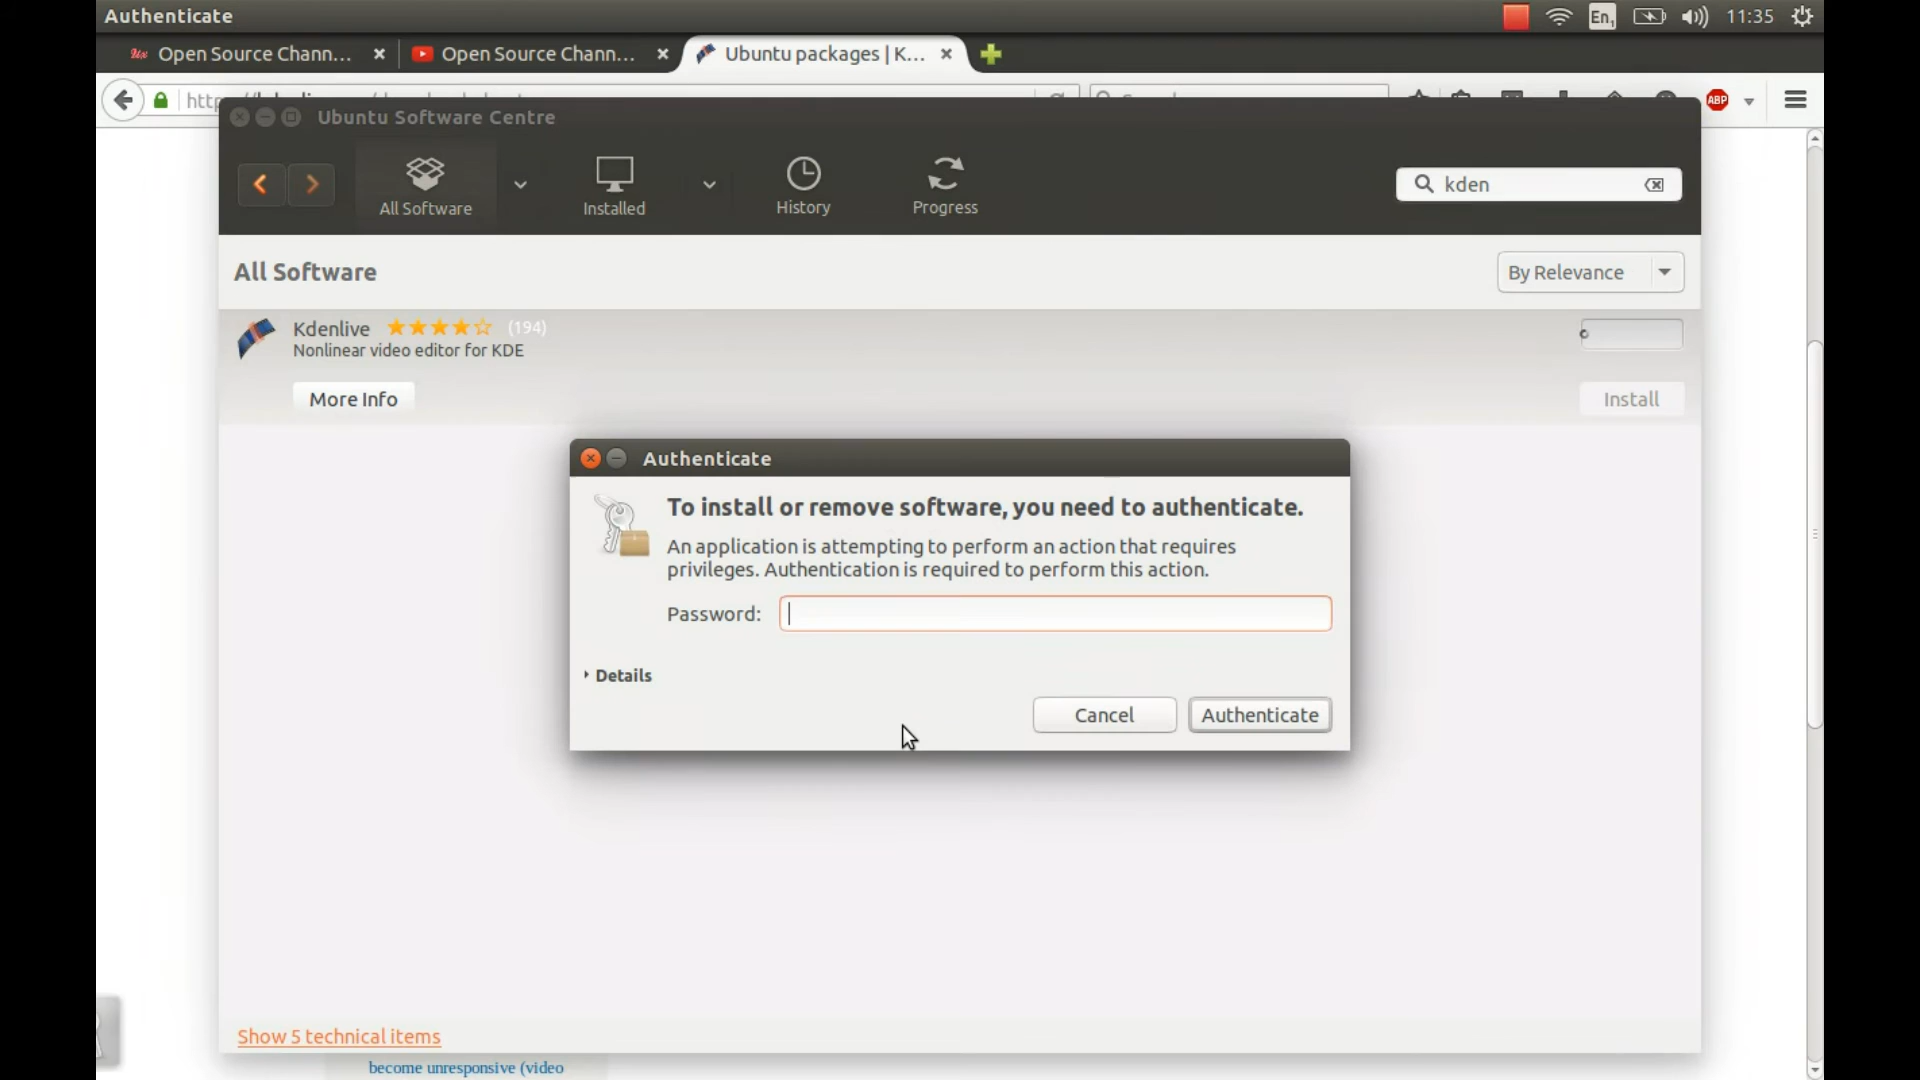 Authenticate
En1
11:35
Open Source Chann...
Open Source Chann...
Ubuntu packages | K...
ABP
Ubuntu Software Centre
All Software
Installed
History
Progress
kden
All Software
By Relevance
Kdenlive
(194)
Nonlinear video editor for KDE
More Info
Install
Authenticate
To install or remove software, you need to authenticate.
An application is attempting to perform an action that requires
privileges. Authentication is required to perform this action.
Password:
Details
Cancel
Authenticate
Show 5 technical items
become unresponsive (video